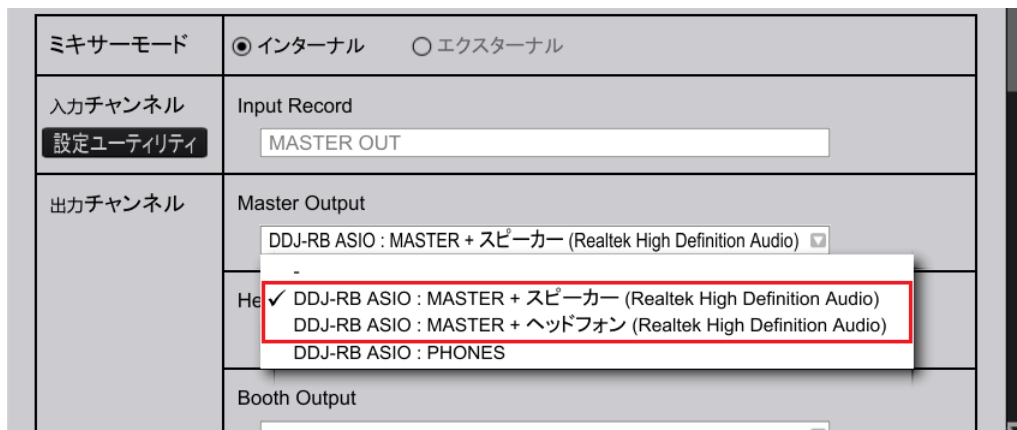 ミキサーモード
インターナル
エクスターナル
入力チャンネル
設定ユーティリティ
Input Record
MASTER OUT
出力チャンネル
Master Output
DDJ-RB ASIO : MASTER + スピーカー (Realtek High Definition Audio)
-
He
✓ DDJ-RB ASIO : MASTER + スピーカー (Realtek High Definition Audio)
DDJ-RB ASIO : MASTER + ヘッドフォン (Realtek High Definition Audio)
DDJ-RB ASIO : PHONES
Booth Output